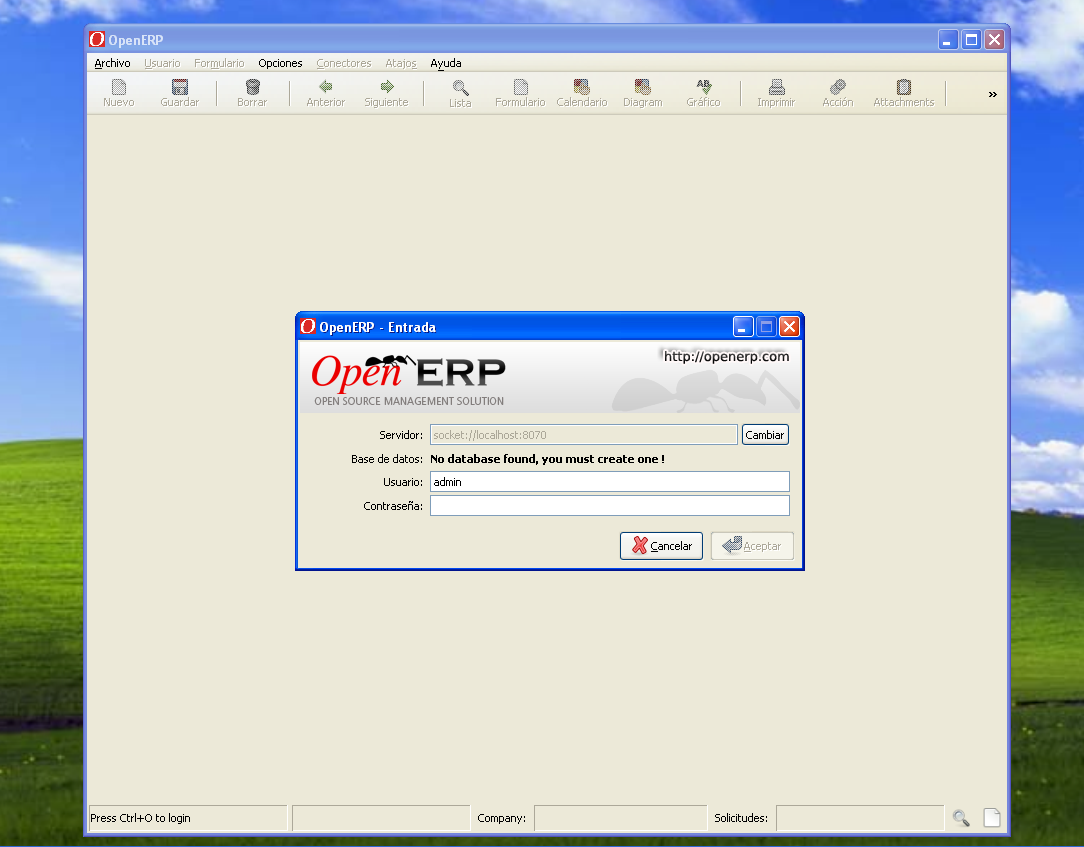 OpenERP
Archivo Usuario Formulario Opciones Conectores Atajos Ayuda
Nuevo Guardar Borrar Anterior Siguiente Lista Formulario Calendario Diagram Gráfico Imprimir Acción Attachments »
OpenERP - Entrada
http://openerp.com
Open ERP
OPEN SOURCE MANAGEMENT SOLUTION
Servidor: socket://localhost:8070 Cambiar
Base de datos: No database found, you must create one !
Usuario: admin
Contraseña:
Cancelar Aceptar
Press Ctrl+O to login Company: Solicitudes: